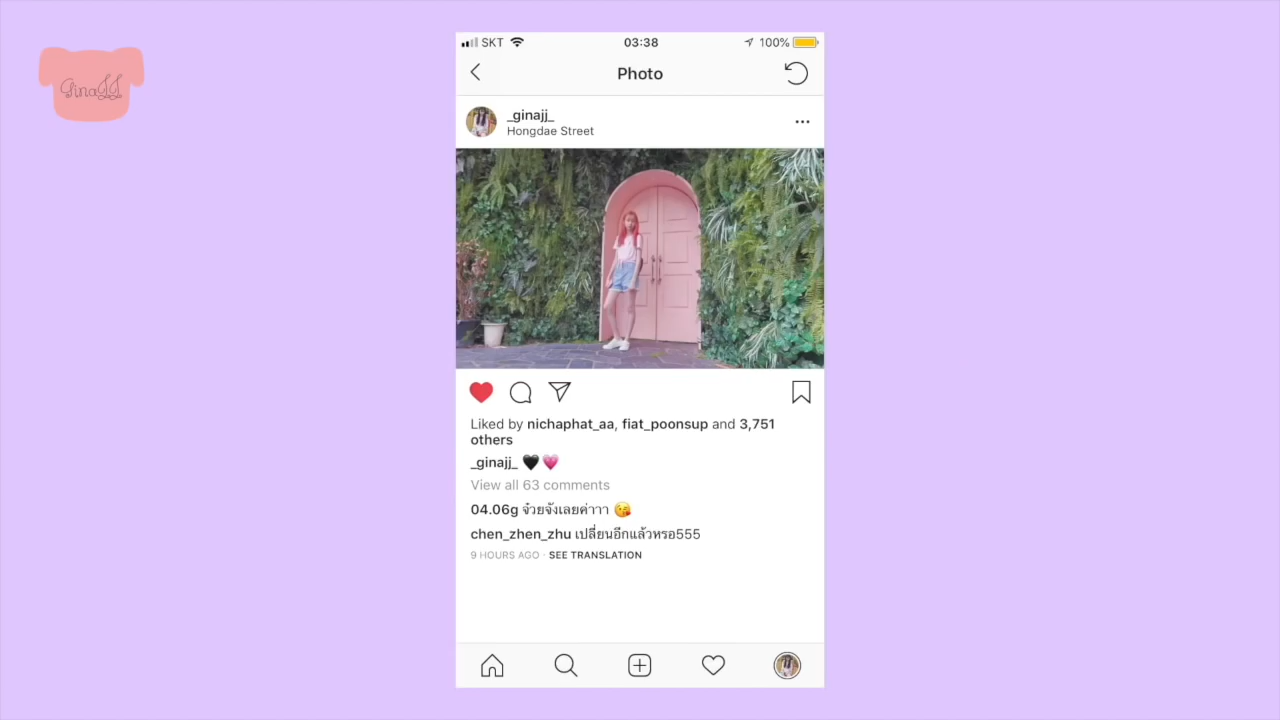 GinaJJ
SKT 03:38 100%
Photo
_ginajj_
Hongdae Street
Liked by nichaphat_aa, fiat_poonsup and 3,751
others
_ginajj_ 🖤💗
View all 63 comments
04.06g จ๋วยจังเลยค่าาา 😘
chen_zhen_zhu เปลี่ยนอีกแล้วหรอ555
9 HOURS AGO · SEE TRANSLATION